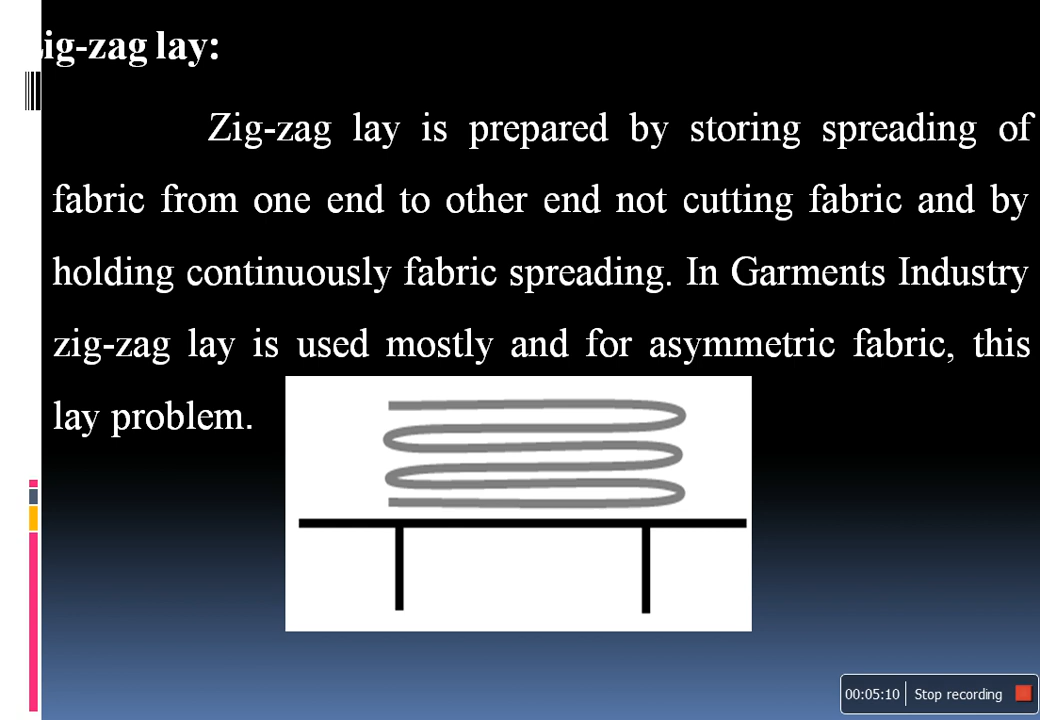 Zig-zag lay:
Zig-zag lay is prepared by storing spreading of
fabric from one end to other end not cutting fabric and by
holding continuously fabric spreading. In Garments Industry
zig-zag lay is used mostly and for asymmetric fabric, this
lay problem.
00:05:10 Stop recording